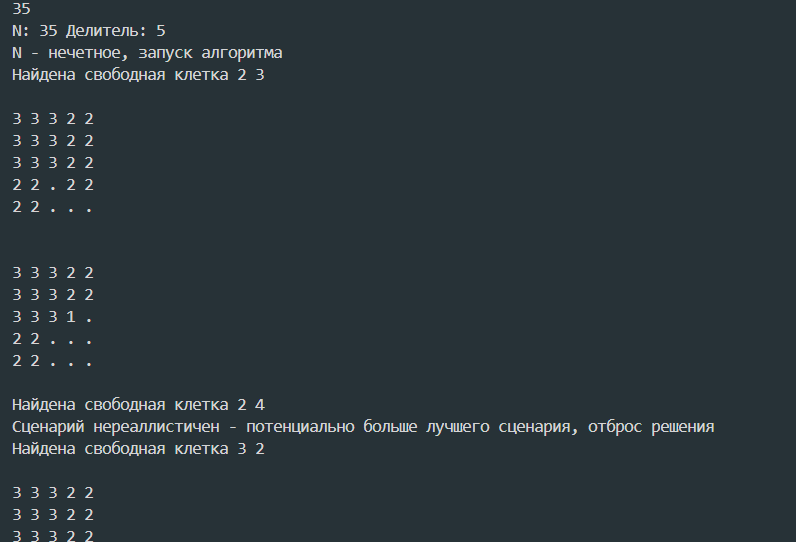 35
N: 35 Делитель: 5
N - нечетное, запуск алгоритма
Найдена свободная клетка 2 3
3 3 3 2 2
3 3 3 2 2
3 3 3 2 2
2 2 . 2 2
2 2 . . .
3 3 3 2 2
3 3 3 2 2
3 3 3 1 .
2 2 . . .
2 2 . . .
Найдена свободная клетка 2 4
Сценарий нереаллистичен - потенциально больше лучшего сценария, отброс решения
Найдена свободная клетка 3 2
3 3 3 2 2
3 3 3 2 2
3 3 3 2 2